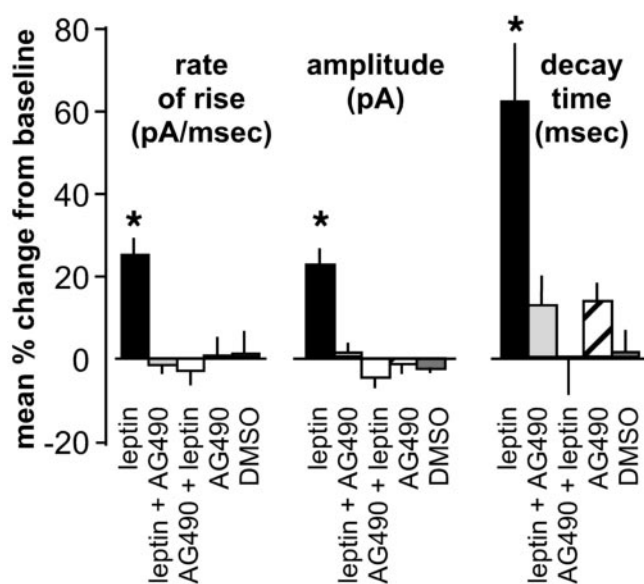 mean % change from baseline
80
60
40
20
0
-20
rate
of rise
(pA/msec)
amplitude
(pA)
decay
time
(msec)
*
*
*
leptin
leptin + AG490
AG490 + leptin
AG490
DMSO
leptin
leptin + AG490
AG490 + leptin
AG490
DMSO
leptin
leptin + AG490
AG490 + leptin
AG490
DMSO